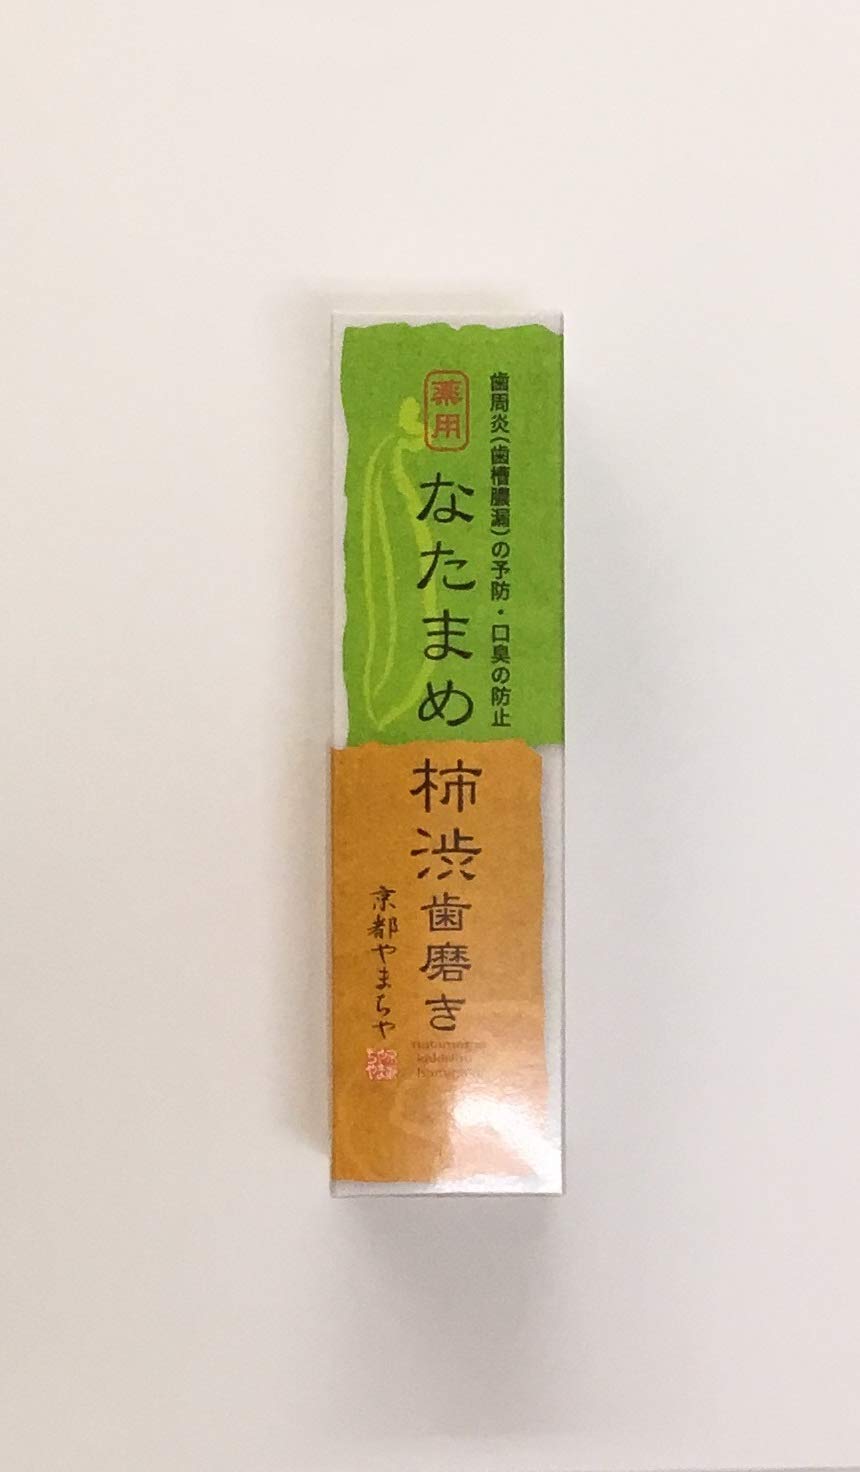 歯周炎(歯槽膿漏)の予防・口臭の防止
薬用
なたまめ
柿渋歯磨き
京都やまちや